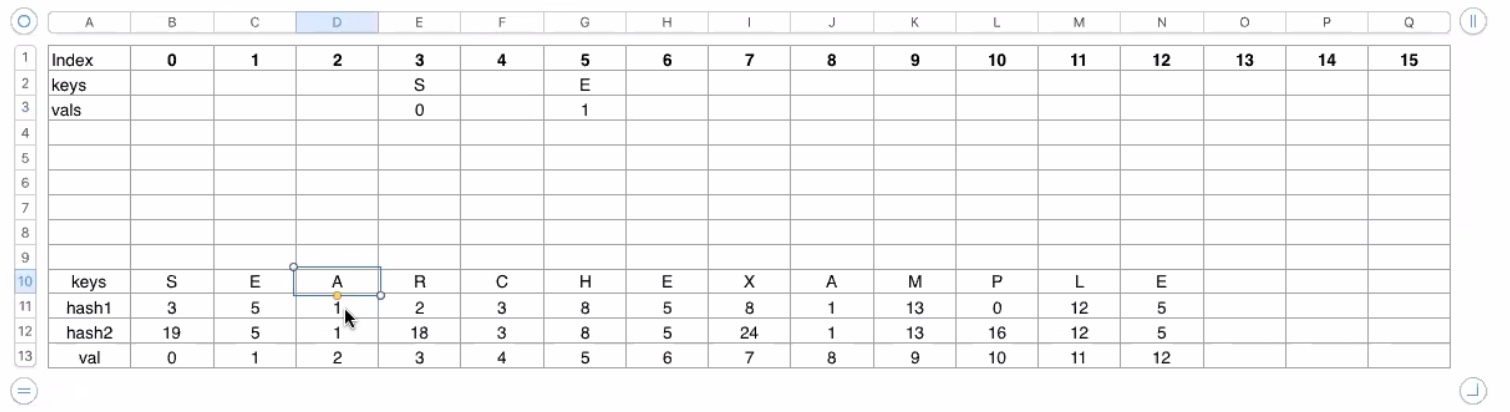 A B C D E F G H I J K L M N O P Q
1 Index 0 1 2 3 4 5 6 7 8 9 10 11 12 13 14 15
2 keys S E
3 vals 0 1
4
5
6
7
8
9
10 keys S E A R C H E X A M P L E
11 hash1 3 5 1 2 3 8 5 8 1 13 0 12 5
12 hash2 19 5 1 18 3 8 5 24 1 13 16 12 5
13 val 0 1 2 3 4 5 6 7 8 9 10 11 12